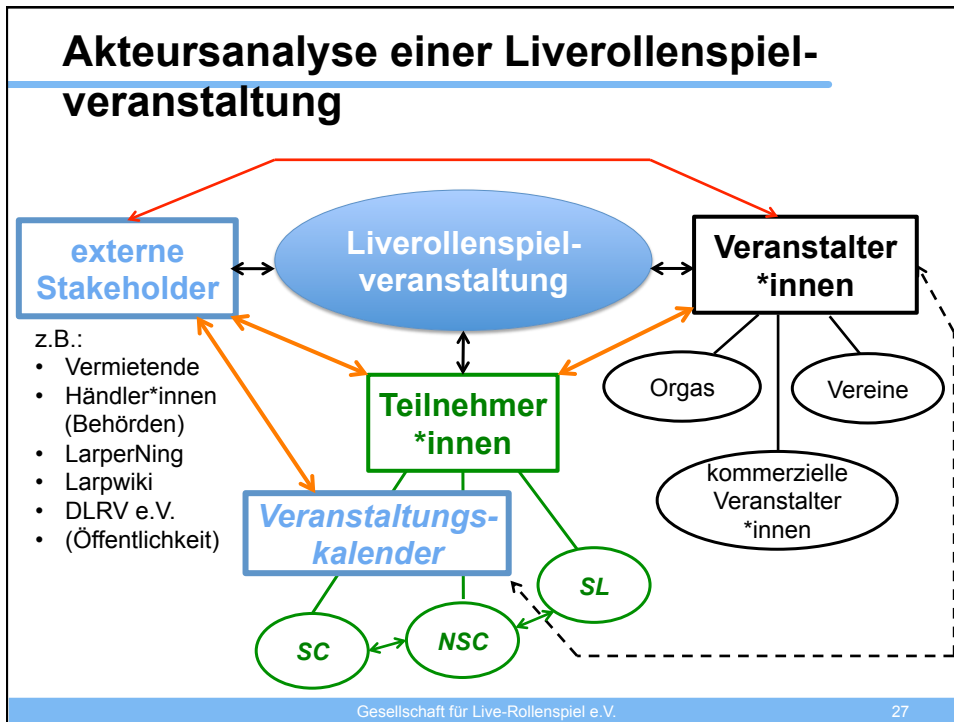 Akteursanalyse einer Liverollenspiel-
veranstaltung
externe
Stakeholder
Liverollenspiel-
veranstaltung
Veranstalter
*innen
z.B.:
• Vermietende
• Händler*innen
(Behörden)
• LarperNing
• Larpwiki
• DLRV e.V.
• (Öffentlichkeit)
Teilnehmer
*innen
Orgas
Vereine
kommerzielle
Veranstalter
*innen
Veranstaltungs-
kalender
SC
NSC
SL
Gesellschaft für Live-Rollenspiel e.V.
27